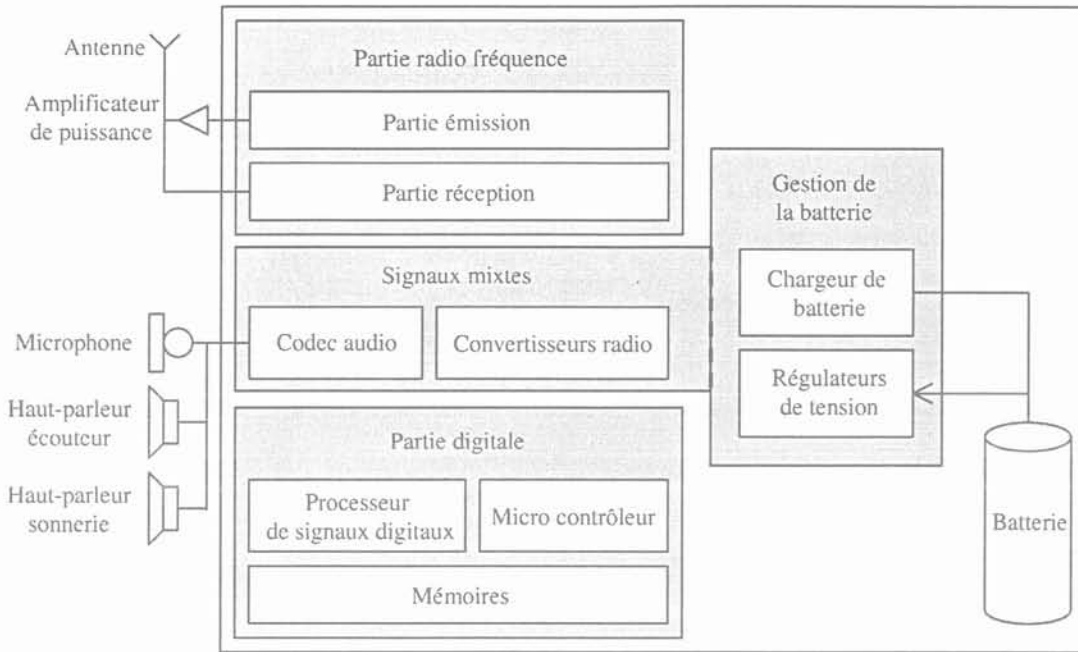 Antenne
Amplificateur
de puissance
Partie radio fréquence
Partie émission
Partie réception
Gestion de
la batterie
Chargeur de
batterie
Régulateurs
de tension
Signaux mixtes
Codec audio
Convertisseurs radio
Microphone
Haut-parleur
écouteur
Haut-parleur
sonnerie
Partie digitale
Processeur
de signaux digitaux
Micro contrôleur
Mémoires
Batterie